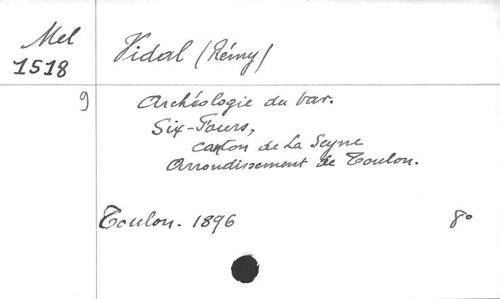 Mel
1518
Vidal (Rémy)
9
Archéologie du Var.
Six-Fours,
canton de La Seyne
Arrondissement de Toulon.
Toulon. 1896
8°